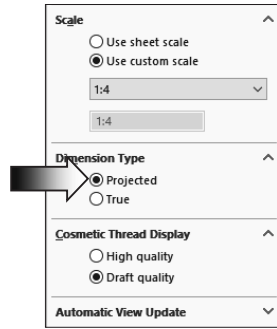 Scale
Use sheet scale
Use custom scale
1:4
1:4
Dimension Type
Projected
True
Cosmetic Thread Display
High quality
Draft quality
Automatic View Update